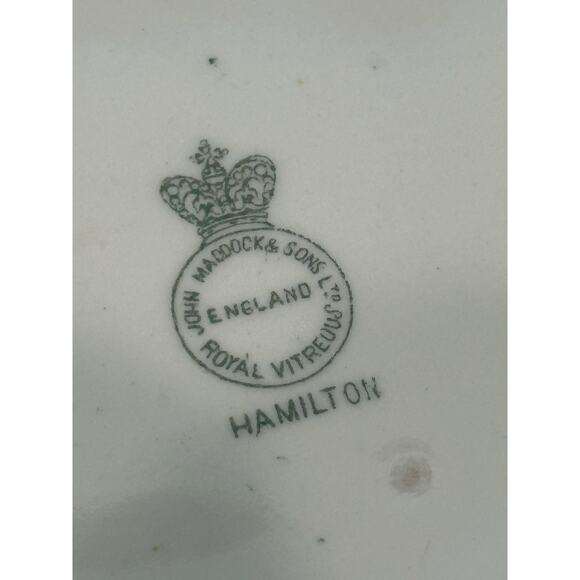 JOHN MADDOCK & SONS LTD
ENGLAND
ROYAL VITREOUS
HAMILTON